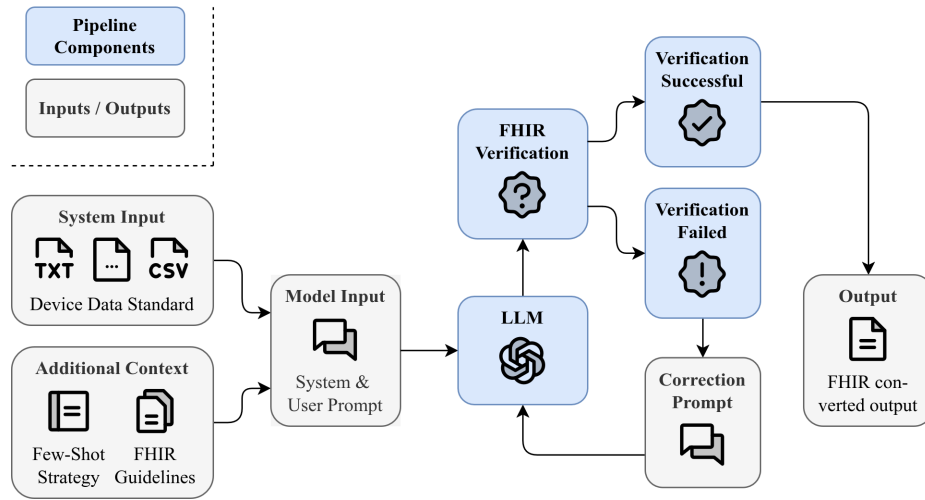 Pipeline
Components
Inputs / Outputs
System Input
TXT
...
CSV
Device Data Standard
Additional Context
Few-Shot
Strategy
FHIR
Guidelines
Model Input
System &
User Prompt
LLM
FHIR
Verification
?
Verification
Successful
Verification
Failed
!
Correction
Prompt
Output
FHIR con-
verted output